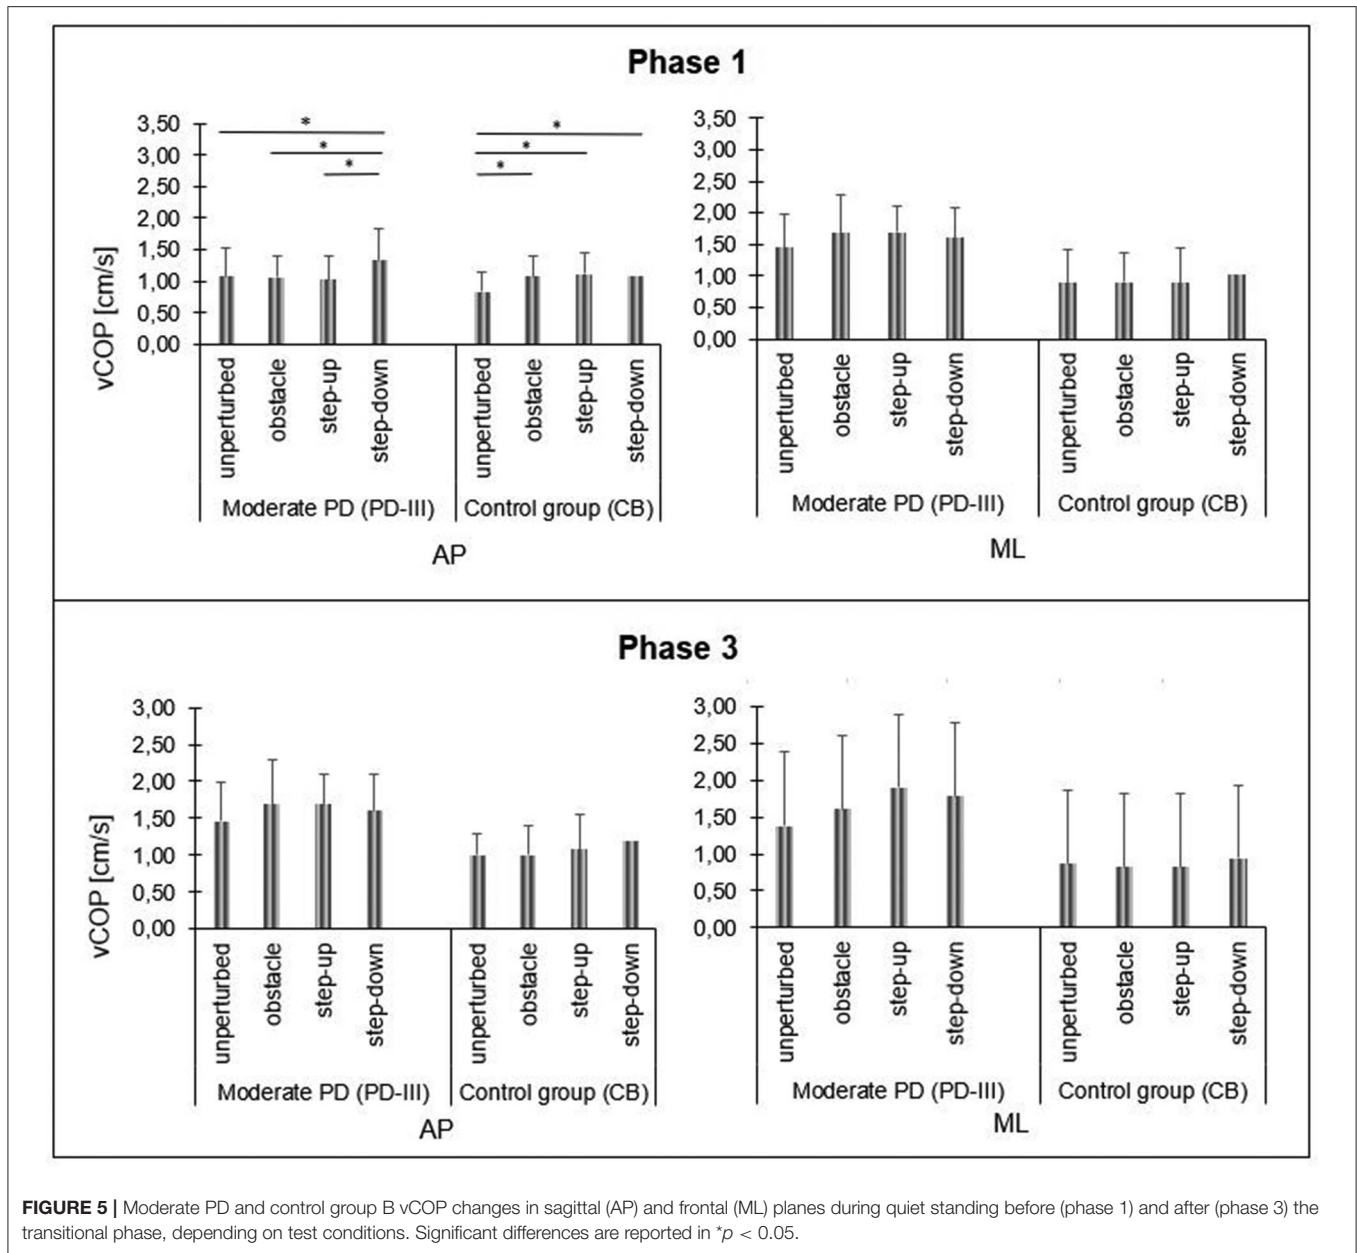 Phase 1
3,50
3,00
2,50
2,00
1,50
1,00
0,50
0,00
vCOP [cm/s]
* * *
* * *
unperturbed
obstacle
step-up
step-down
unperturbed
obstacle
step-up
step-down
Moderate PD (PD-III)
Control group (CB)
AP
3,50
3,00
2,50
2,00
1,50
1,00
0,50
0,00
unperturbed
obstacle
step-up
step-down
unperturbed
obstacle
step-up
step-down
Moderate PD (PD-III)
Control group (CB)
ML
Phase 3
3,00
2,50
2,00
1,50
1,00
0,50
0,00
vCOP [cm/s]
unperturbed
obstacle
step-up
step-down
unperturbed
obstacle
step-up
step-down
Moderate PD (PD-III)
Control group (CB)
AP
3,00
2,50
2,00
1,50
1,00
0,50
0,00
unperturbed
obstacle
step-up
step-down
unperturbed
obstacle
step-up
step-down
Moderate PD (PD-III)
Control group (CB)
ML
FIGURE 5 | Moderate PD and control group B vCOP changes in sagittal (AP) and frontal (ML) planes during quiet standing before (phase 1) and after (phase 3) the
transitional phase, depending on test conditions. Significant differences are reported in *p < 0.05.